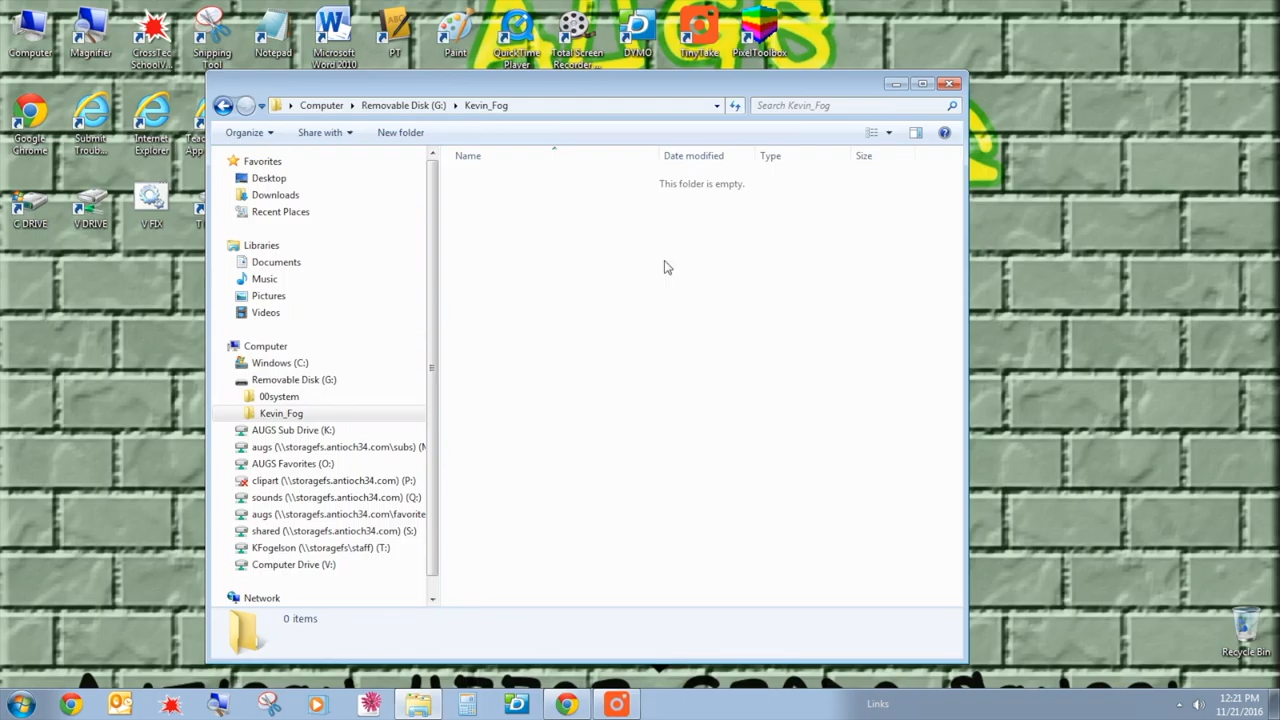 AUGS
Computer
Magnifier
CrossTec SchoolV...
Snipping Tool
Notepad
Microsoft Word 2010
PT
Paint
QuickTime Player
Total Screen Recorder ...
DYMO
TinyTake
PixelToolbox
Google Chrome
Submit Troub...
Internet Explorer
C DRIVE
V DRIVE
V FIX
Computer Removable Disk (G:) Kevin_Fog
Search Kevin_Fog
Organize Share with New folder
Name Date modified Type Size
This folder is empty.
Favorites
Desktop
Downloads
Recent Places
Libraries
Documents
Music
Pictures
Videos
Computer
Windows (C:)
Removable Disk (G:)
00system
Kevin_Fog
AUGS Sub Drive (K:)
augs (\\storagefs.antioch34.com\subs) (M
AUGS Favorites (O:)
clipart (\\storagefs.antioch34.com) (P:)
sounds (\\storagefs.antioch34.com) (Q:)
augs (\\storagefs.antioch34.com\favorite
shared (\\storagefs.antioch34.com) (S:)
KFogelson (\\storagefs\staff) (T:)
Computer Drive (V:)
Network
0 items
Recycle Bin
Links
12:21 PM
11/21/2016